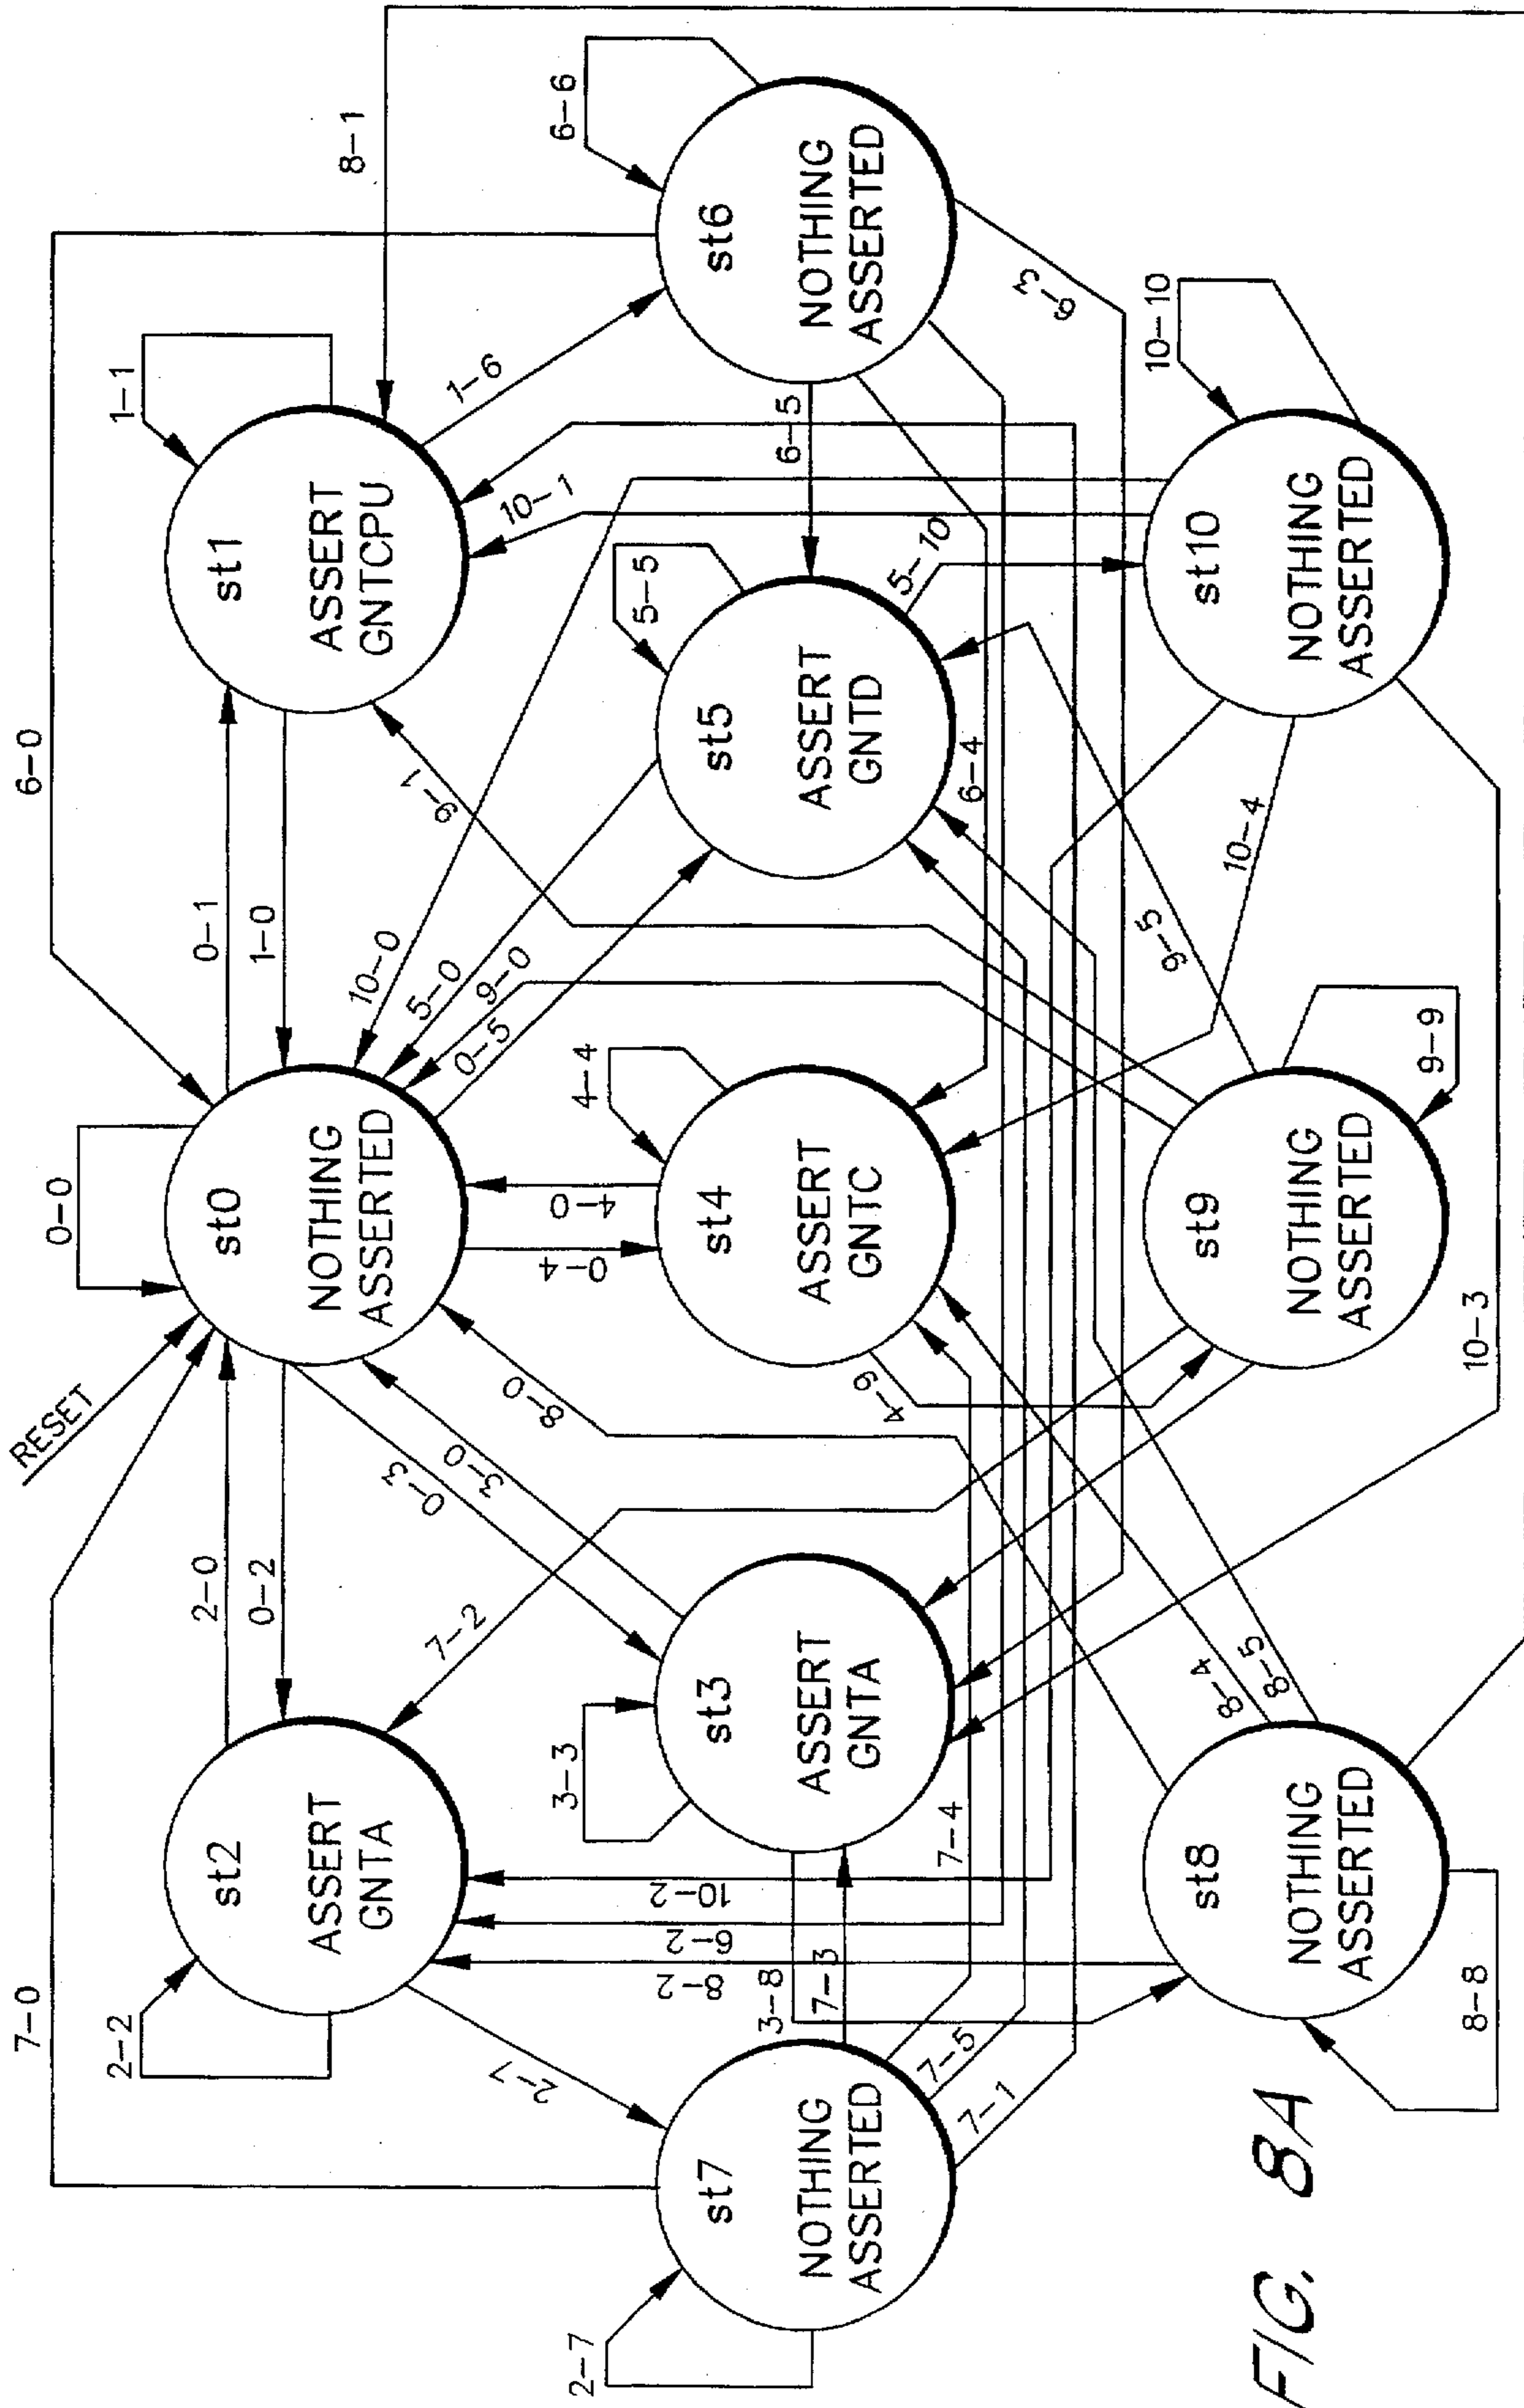 RESET
7-0
6-0
0-0
2-2
2-0
0-2
0-1
1-0
1-1
8-1
st2
ASSERT
GNTA
st0
NOTHING
ASSERTED
st1
ASSERT
GNTCPU
2-7
7-2
0-3
3-0
8-0
4-0
0-4
10-0
5-0
9-0
0-5
9-1
10-1
1-6
6-6
8-2
6-2
10-2
3-3
4-4
5-5
6-5
2-7
st7
NOTHING
ASSERTED
st3
ASSERT
GNTA
st4
ASSERT
GNTC
st5
ASSERT
GNTD
st6
NOTHING
ASSERTED
3-8
7-3
7-4
7-5
7-1
4-9
6-4
5-10
6-3
8-4
8-5
9-5
10-4
10-10
st8
NOTHING
ASSERTED
st9
NOTHING
ASSERTED
st10
NOTHING
ASSERTED
8-8
9-9
10-3
FIG. 8A